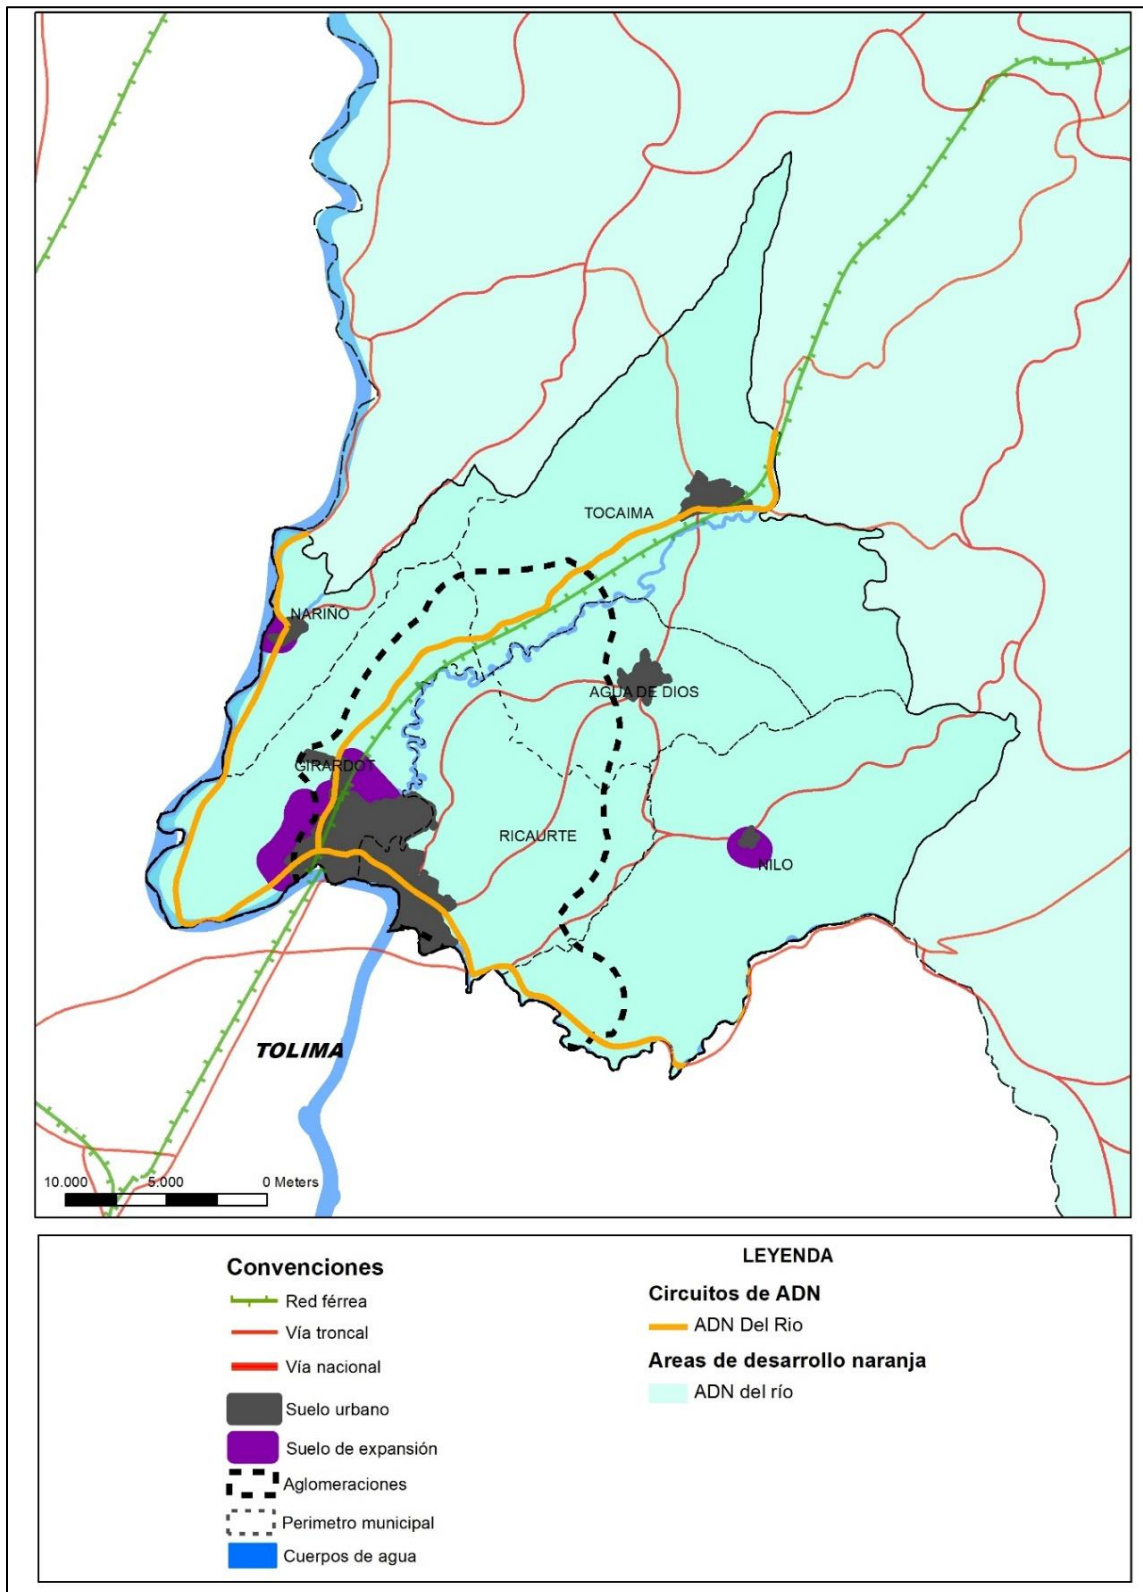 TOCAIMA
NARIÑO
AGUA DE DIOS
GIRARDOT
RICAURTE
NILO
TOLIMA
10.000 5.000 0 Meters
Convenciones
Red férrea
Vía troncal
Vía nacional
Suelo urbano
Suelo de expansión
Aglomeraciones
Perimetro municipal
Cuerpos de agua
LEYENDA
Circuitos de ADN
ADN Del Rio
Areas de desarrollo naranja
ADN del río